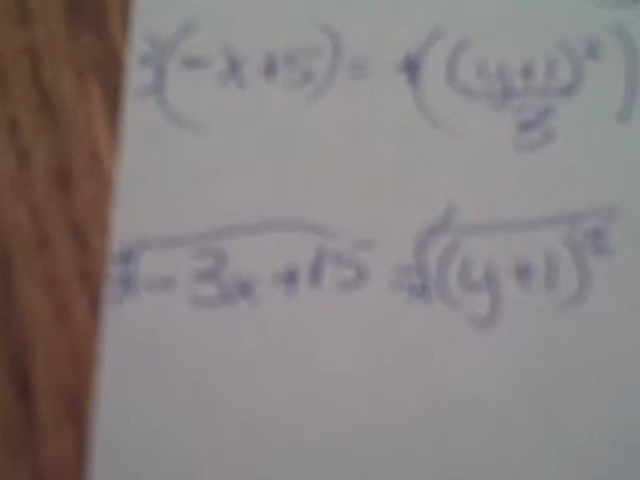 3(-x+5)=3((y+1)²/3)
√-3x+15=√(y+1)²